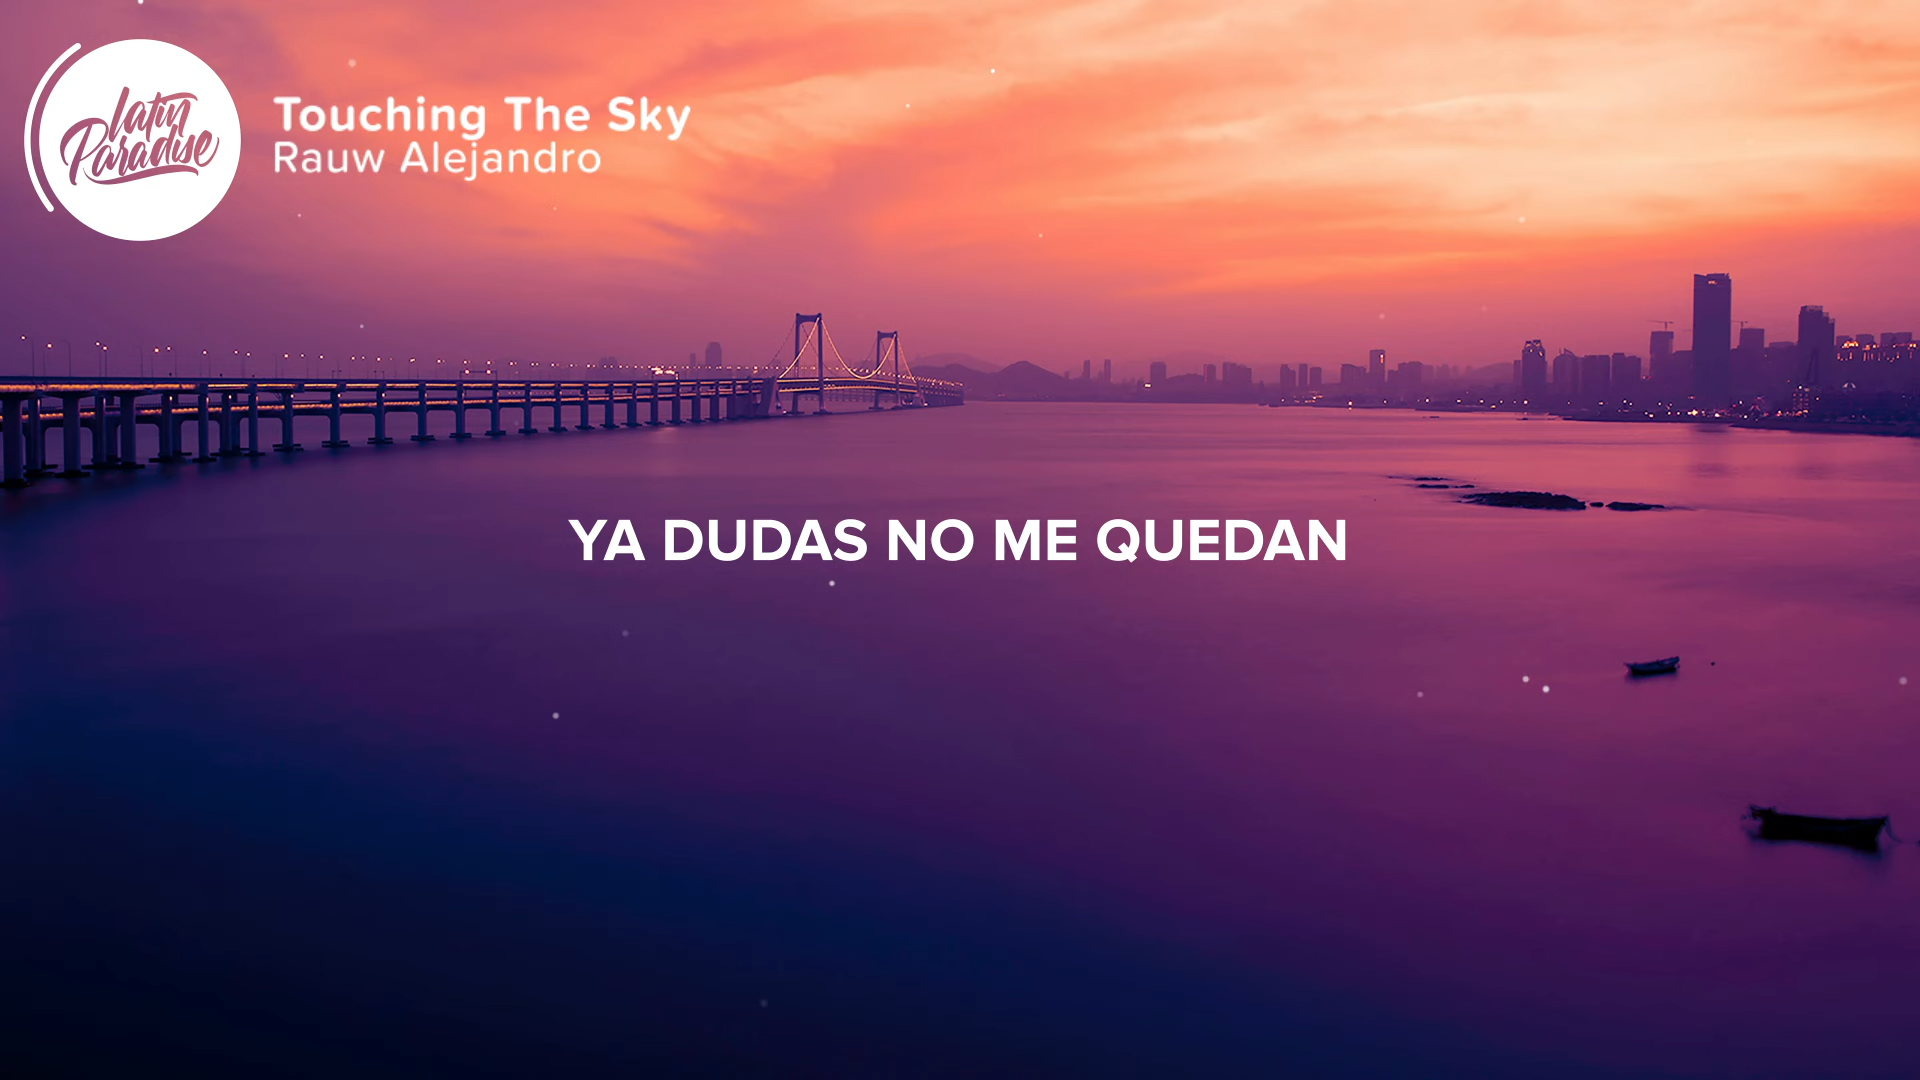 Latin
Paradise
Touching The Sky
Rauw Alejandro
YA DUDAS NO ME QUEDAN